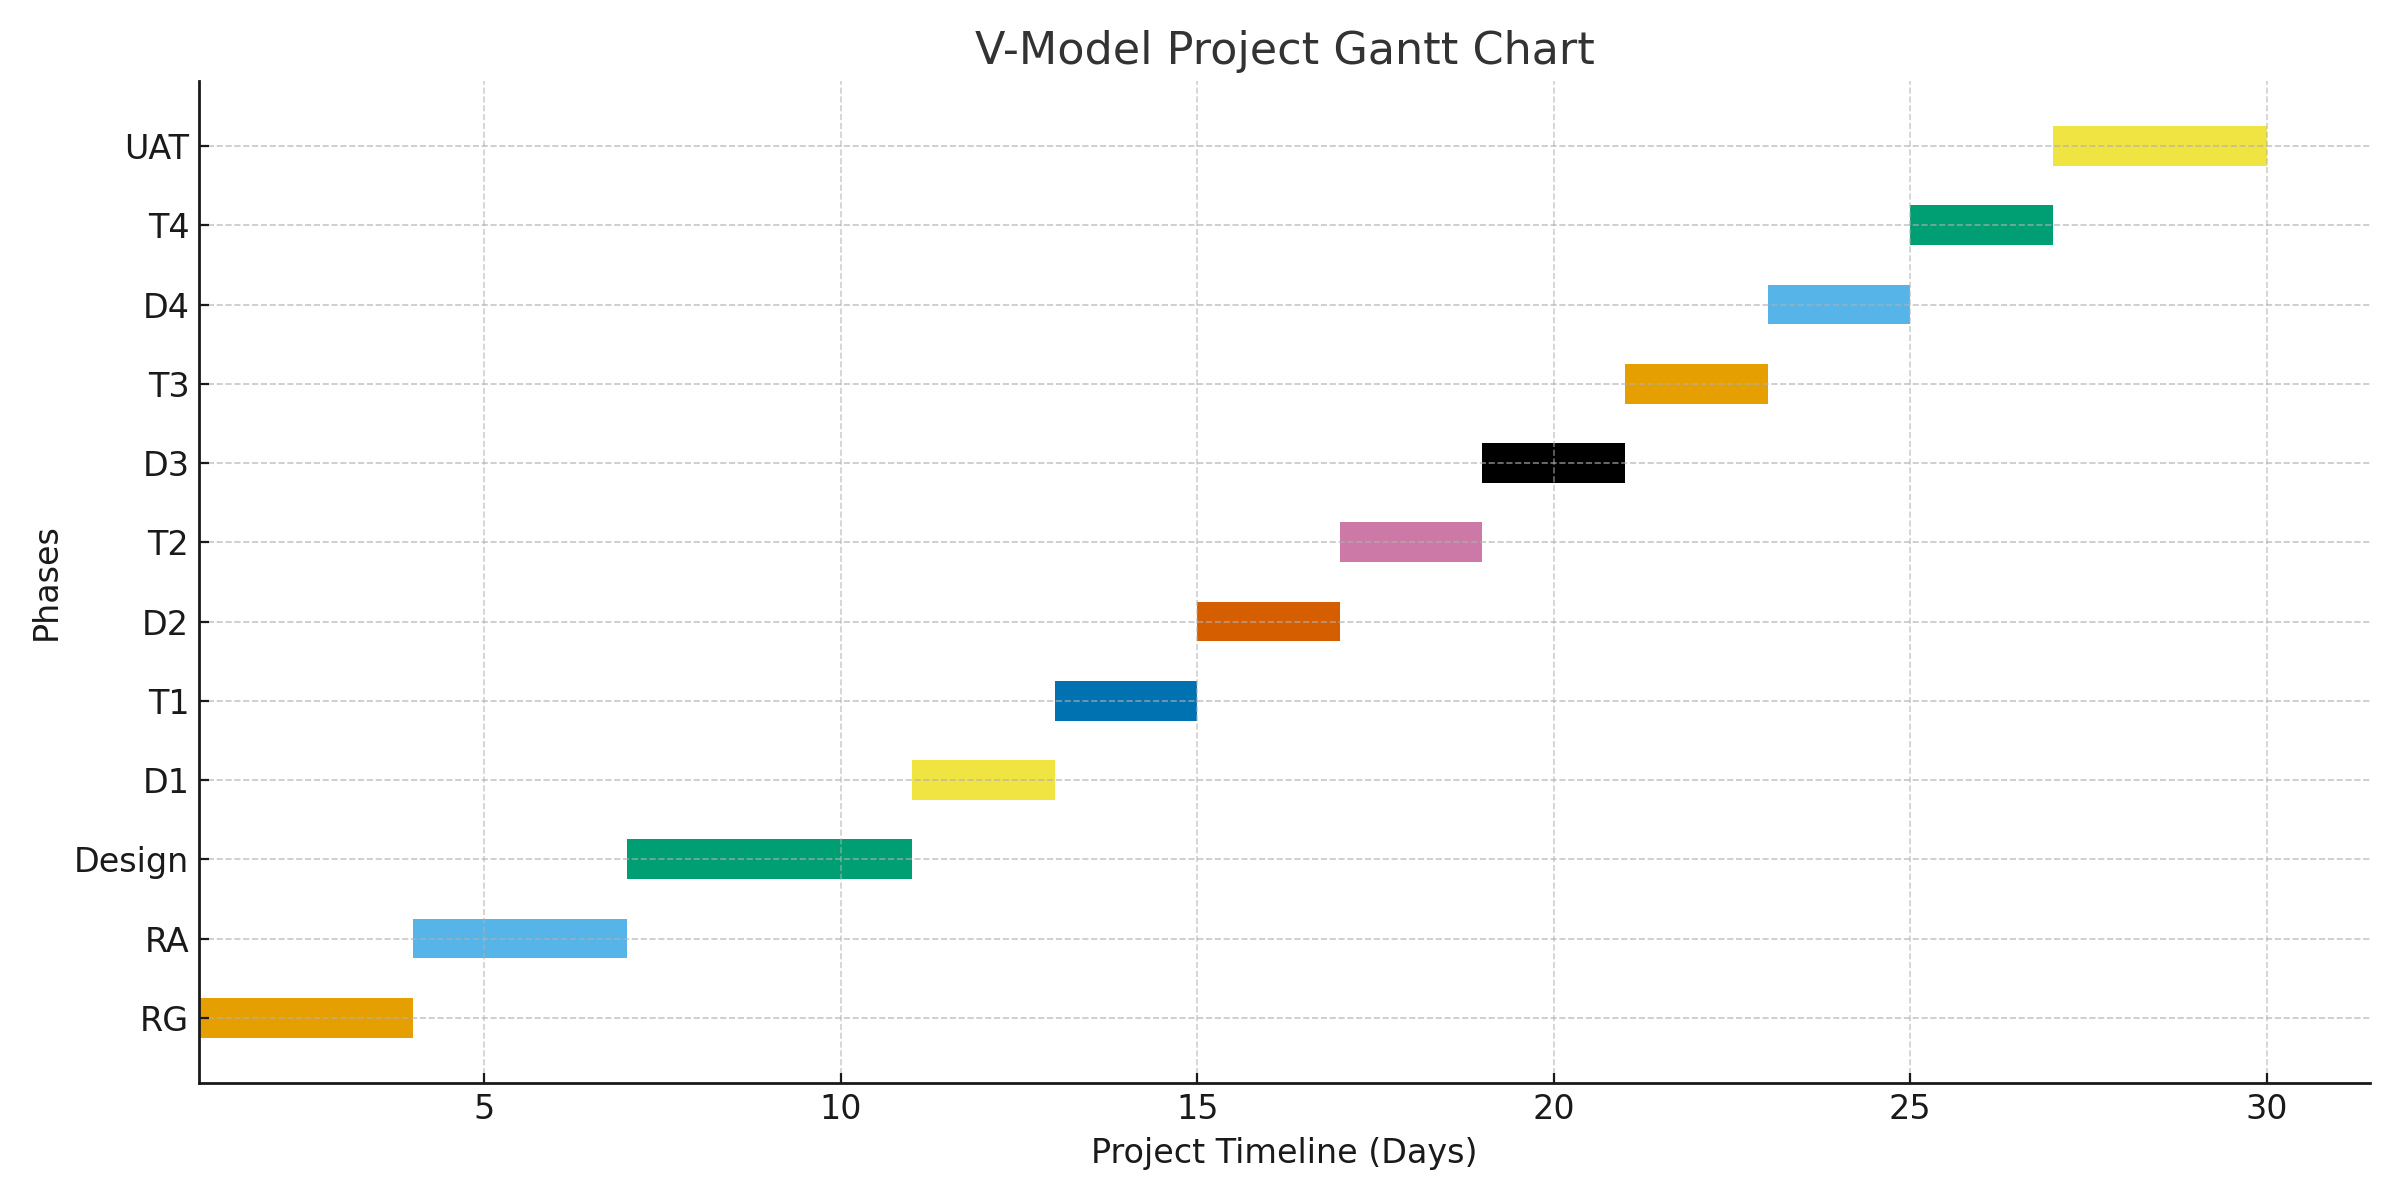 V-Model Project Gantt Chart
UAT
T4
D4
T3
D3
T2
D2
T1
D1
Design
RA
RG
Phases
5 10 15 20 25 30
Project Timeline (Days)